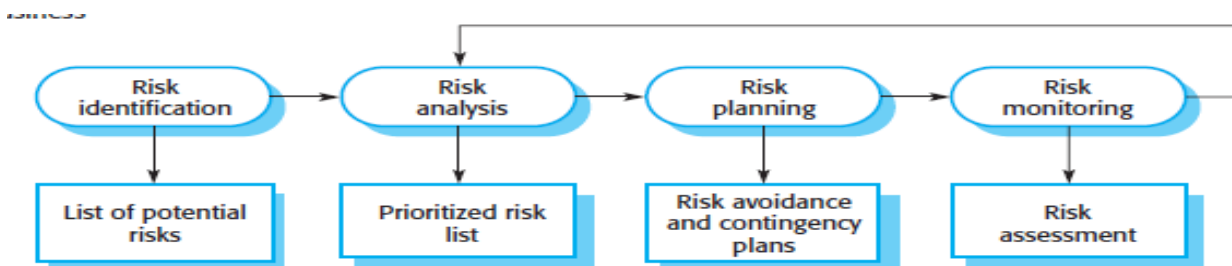 Risk
identification
Risk
analysis
Risk
planning
Risk
monitoring
List of potential
risks
Prioritized risk
list
Risk avoidance
and contingency
plans
Risk
assessment